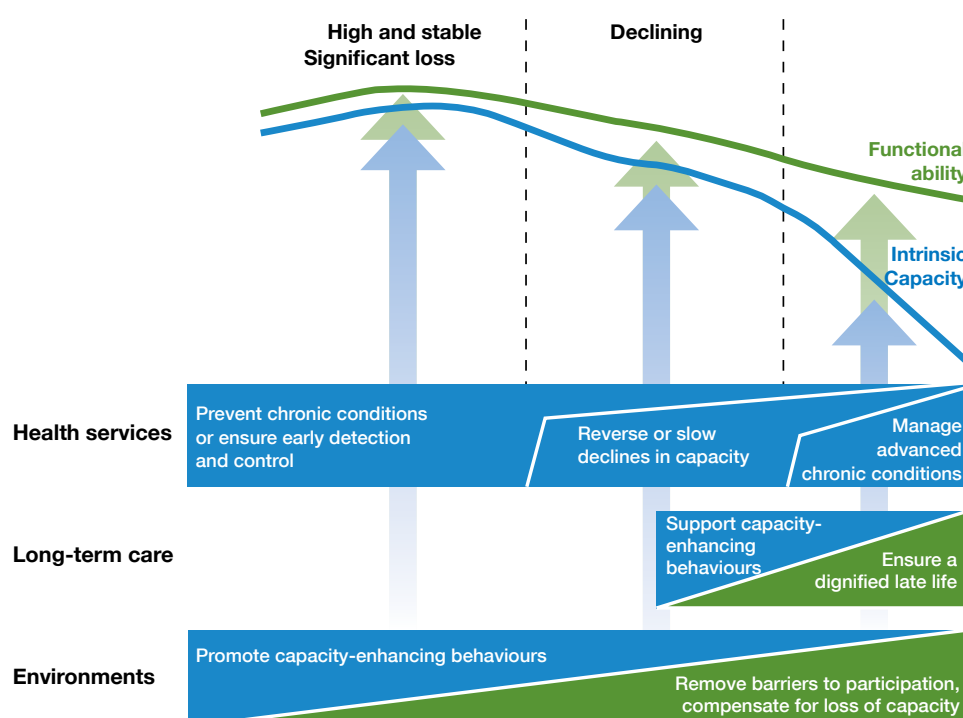 High and stable
Significant loss
Declining
Functional
ability
Intrinsic
Capacity
Health services
Prevent chronic conditions
or ensure early detection
and control
Reverse or slow
declines in capacity
Manage
advanced
chronic conditions
Long-term care
Support capacity-
enhancing
behaviours
Ensure a
dignified late life
Environments
Promote capacity-enhancing behaviours
Remove barriers to participation,
compensate for loss of capacity